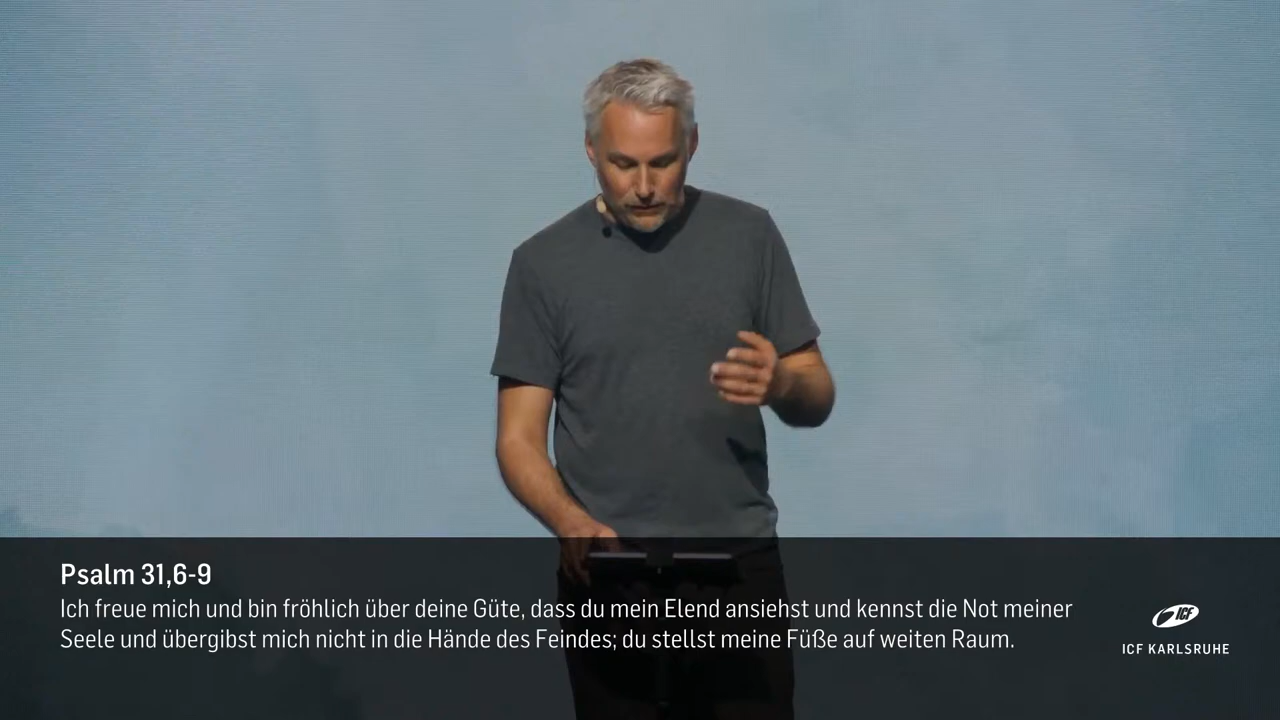 Psalm 31,6-9
Ich freue mich und bin fröhlich über deine Güte, dass du mein Elend ansiehst und kennst die Not meiner
Seele und übergibst mich nicht in die Hände des Feindes; du stellst meine Füße auf weiten Raum.
ICF
ICF KARLSRUHE